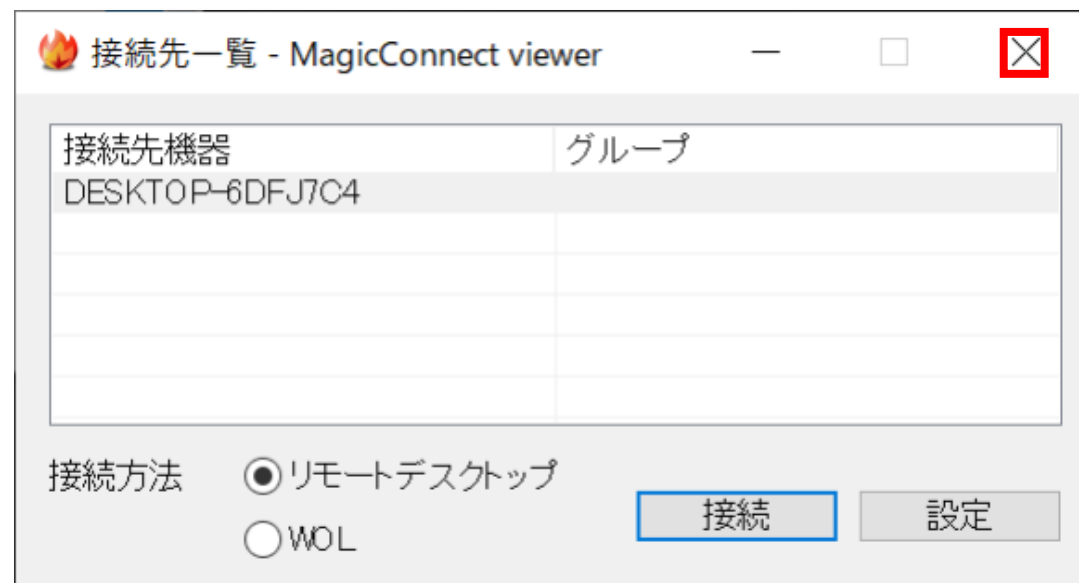 接続先一覧 - MagicConnect viewer
接続先機器 グループ
DESKTOP-6DFJ7C4
接続方法 リモートデスクトップ
接続 設定
WOL